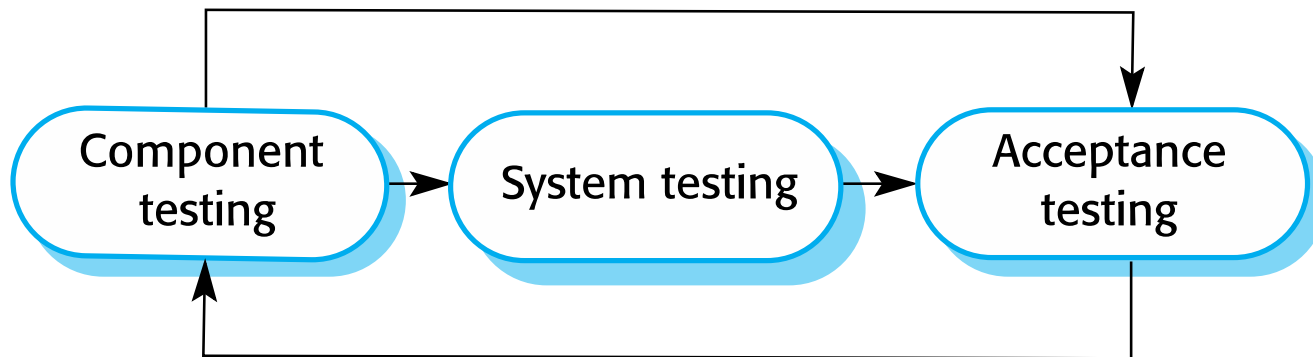 Component
testing
System testing
Acceptance
testing